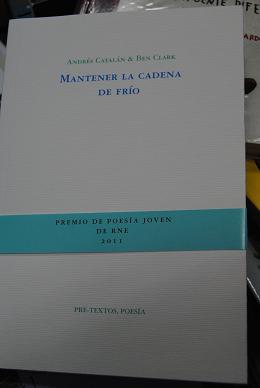 ANDRÉS CATALÁN & BEN CLARK
MANTENER LA CADENA
DE FRÍO
PREMIO DE POESÍA JOVEN
DE RNE
2011
PRE-TEXTOS, POESÍA